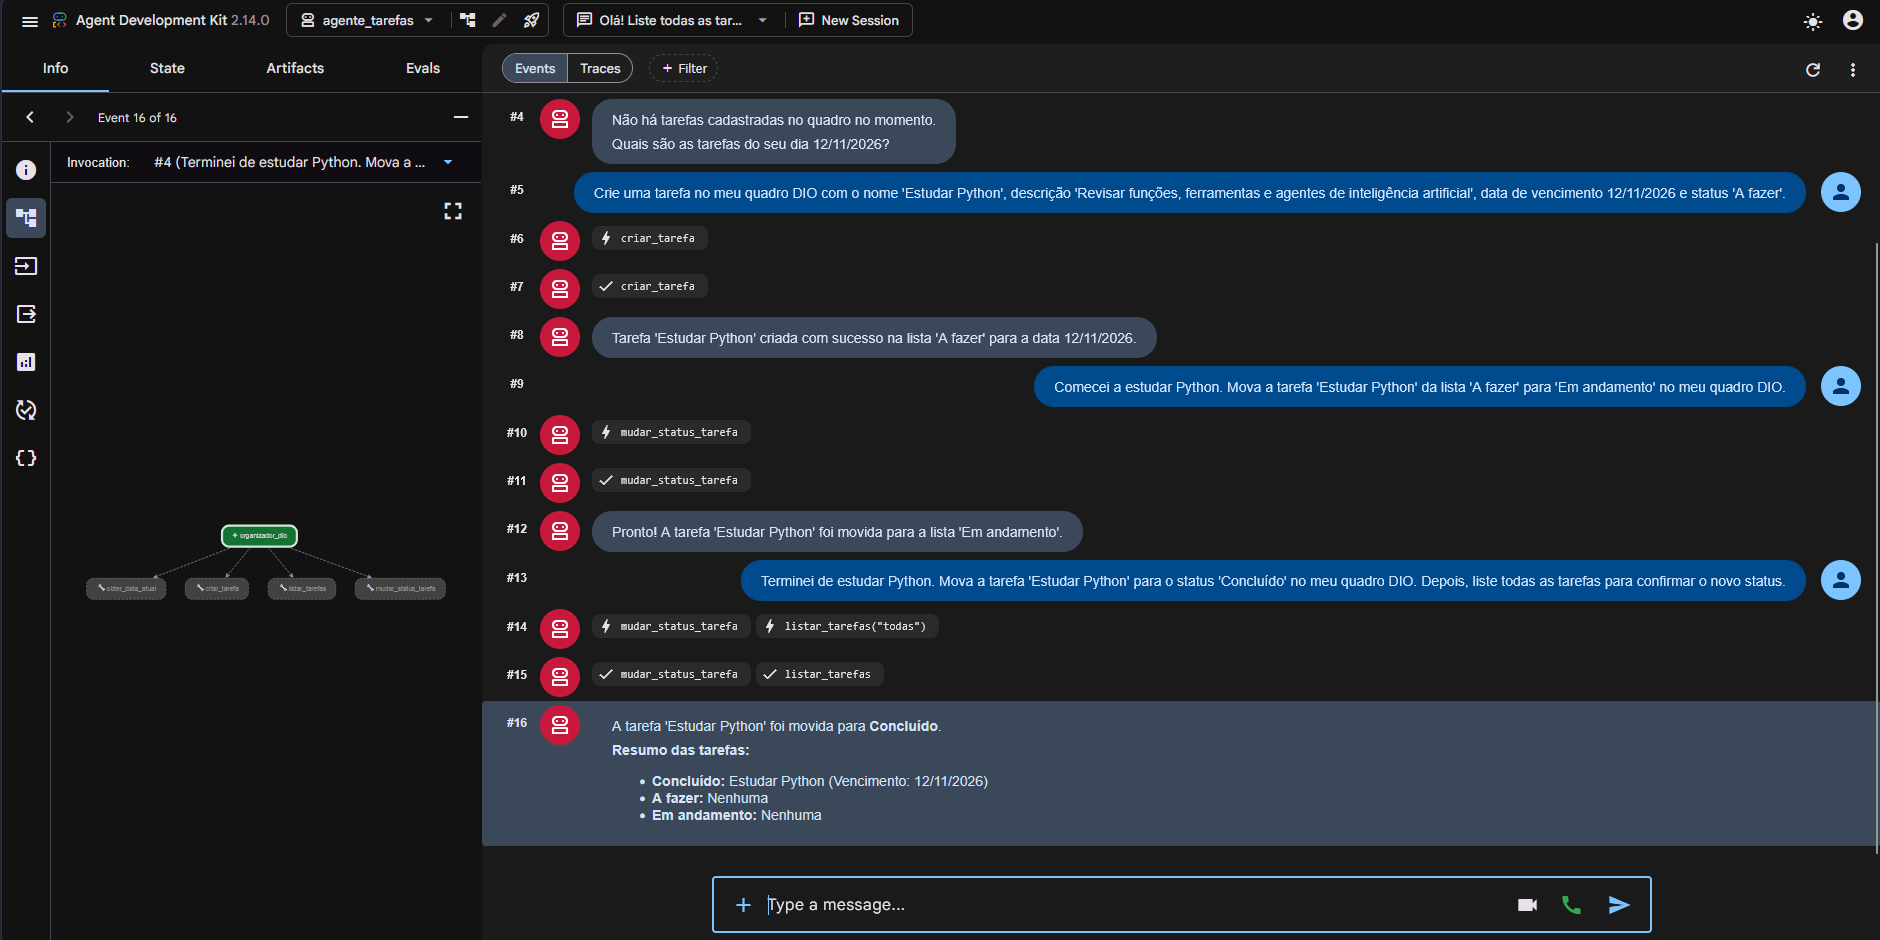 Agent Development Kit 2.14.0
agente_tarefas
Olá! Liste todas as tar...
New Session
Info
State
Artifacts
Evals
Events
Traces
+ Filter
Event 16 of 16
Invocation: #4 (Terminei de estudar Python. Mova a ...
organizador_dio
obter_data_atual
criar_tarefa
listar_tarefas
mudar_status_tarefa
#4
Não há tarefas cadastradas no quadro no momento.
Quais são as tarefas do seu dia 12/11/2026?
#5
Crie uma tarefa no meu quadro DIO com o nome 'Estudar Python', descrição 'Revisar funções, ferramentas e agentes de inteligência artificial', data de vencimento 12/11/2026 e status 'A fazer'.
#6
criar_tarefa
#7
criar_tarefa
#8
Tarefa 'Estudar Python' criada com sucesso na lista 'A fazer' para a data 12/11/2026.
#9
Comecei a estudar Python. Mova a tarefa 'Estudar Python' da lista 'A fazer' para 'Em andamento' no meu quadro DIO.
#10
mudar_status_tarefa
#11
mudar_status_tarefa
#12
Pronto! A tarefa 'Estudar Python' foi movida para a lista 'Em andamento'.
#13
Terminei de estudar Python. Mova a tarefa 'Estudar Python' para o status 'Concluído' no meu quadro DIO. Depois, liste todas as tarefas para confirmar o novo status.
#14
mudar_status_tarefa
listar_tarefas("todas")
#15
mudar_status_tarefa
listar_tarefas
#16
A tarefa 'Estudar Python' foi movida para Concluído.
Resumo das tarefas:
• Concluído: Estudar Python (Vencimento: 12/11/2026)
• A fazer: Nenhuma
• Em andamento: Nenhuma
Type a message...